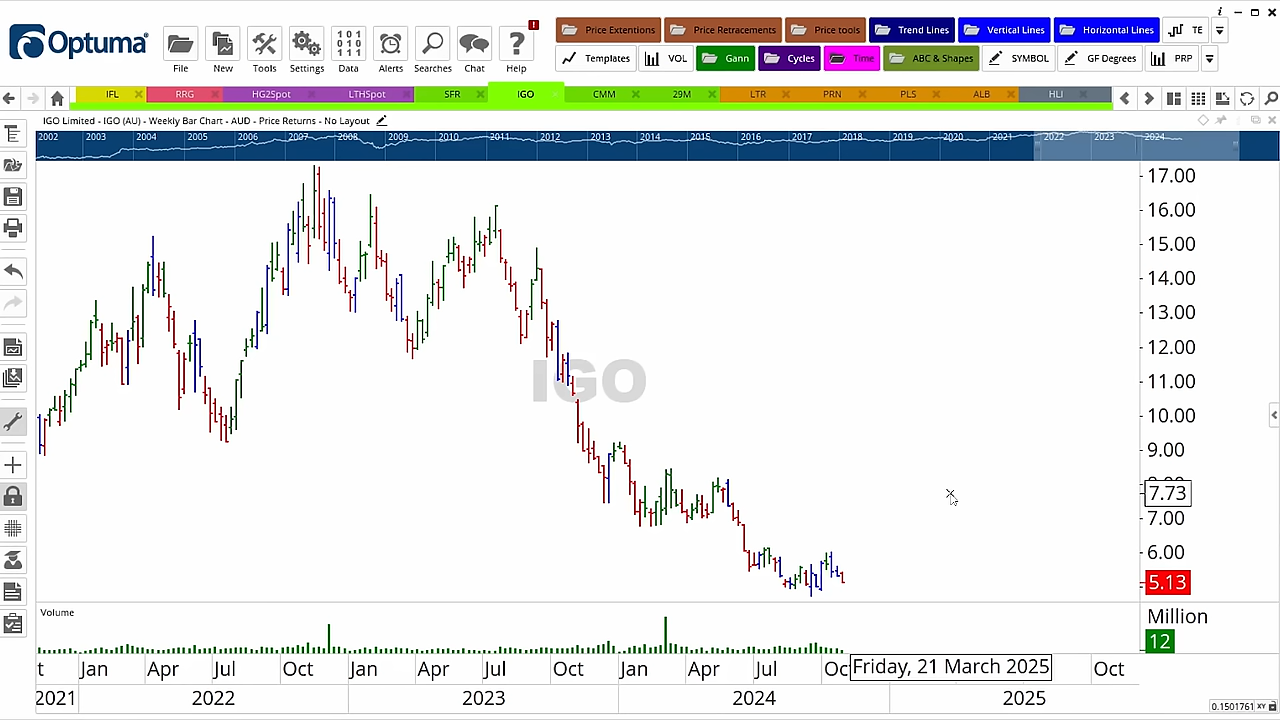 Optuma
File
New
Tools
Settings
Data
Alerts
Searches
Chat
Help
Price Extentions
Price Retracements
Price tools
Trend Lines
Vertical Lines
Horizontal Lines
TE
Templates
VOL
Gann
Cycles
Time
ABC & Shapes
SYMBOL
GF Degrees
PRP
IFL
RRG
HG2Spot
LTHSpot
SFR
IGO
CMM
29M
LTR
PRN
PLS
ALB
HLI
IGO Limited - IGO (AU) - Weekly Bar Chart - AUD - Price Returns - No Layout
2002 2003 2004 2005 2006 2007 2008 2009 2010 2011 2012 2013 2014 2015 2016 2017 2018 2019 2020 2021 2022 2023 2024
17.00
16.00
15.00
14.00
13.00
12.00
11.00
IGO
10.00
9.00
7.73
7.00
6.00
5.13
Volume
Million
12
Jan Apr Jul Oct Jan Apr Jul Oct Jan Apr Jul Friday, 21 March 2025 Oct
2021 2022 2023 2024 2025
0.1501761 XY